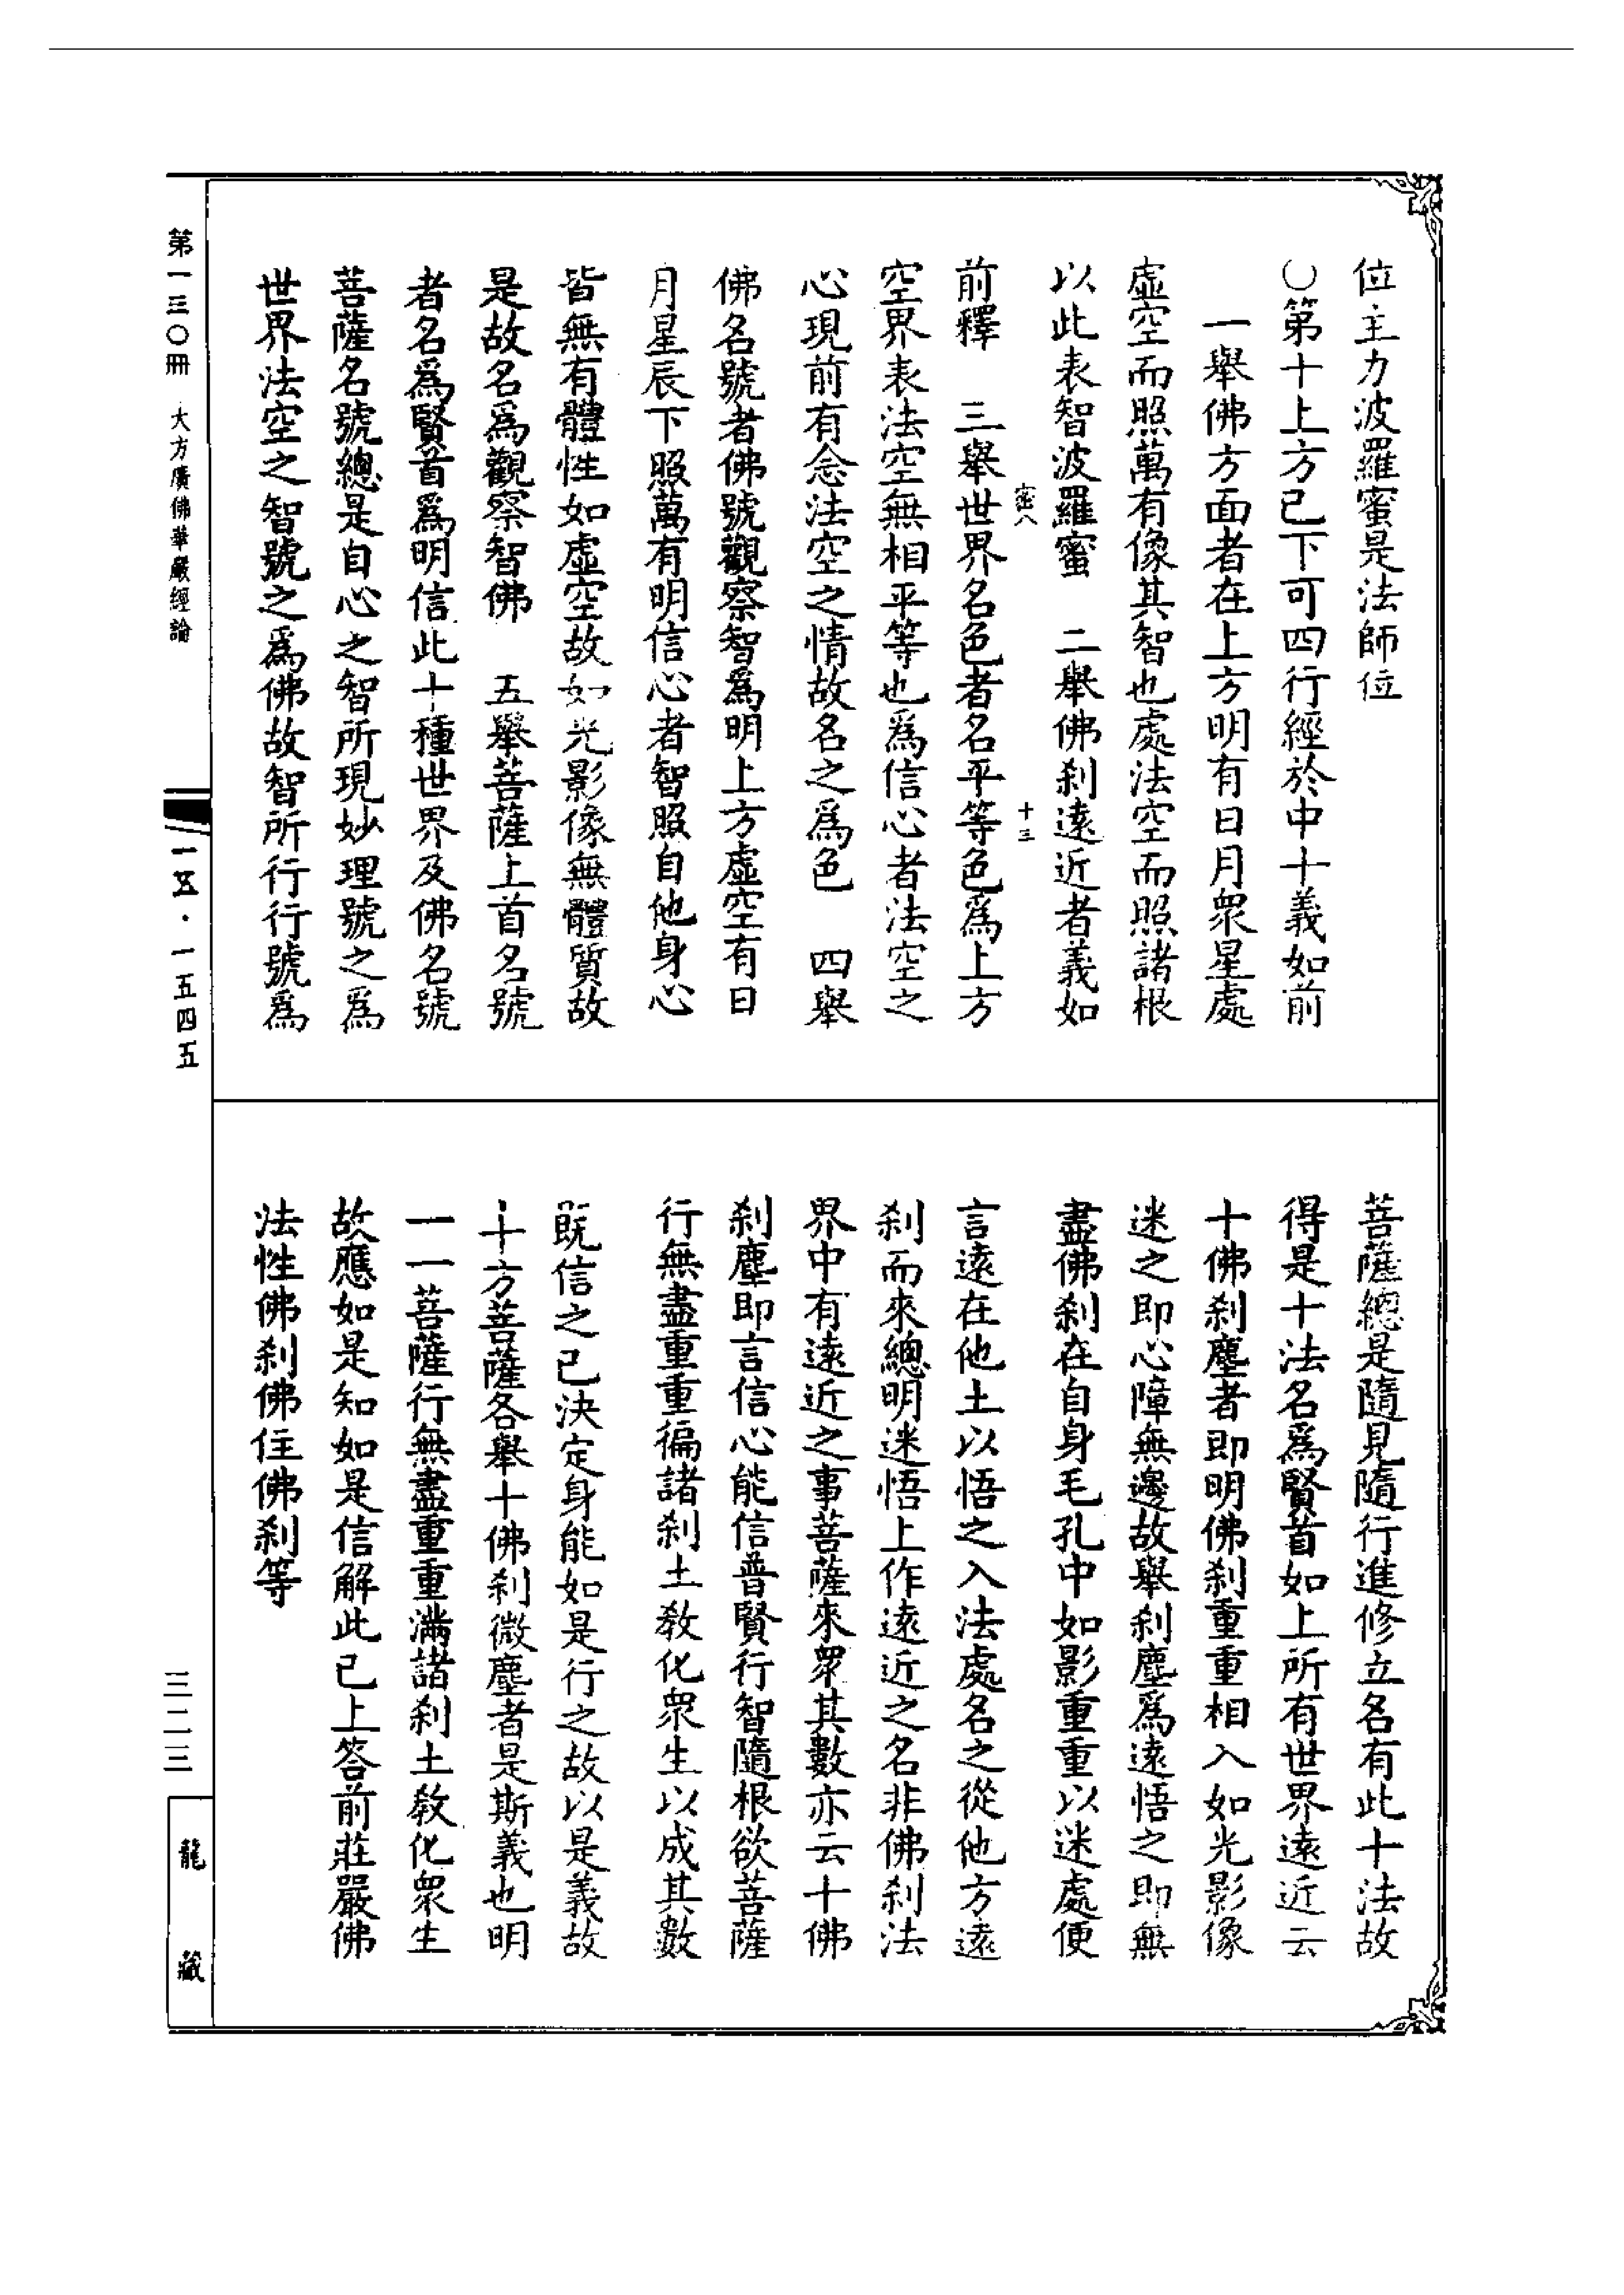 位主力波羅蜜是法師位
○第十上方已下可四行經於中十義如前
一舉佛方面者在上方明有日月眾星處
虛空而照萬有像其智也處法空而照諸根
以此表智波羅蜜　二舉佛刹遠近者義如
密八　十三
前釋　三舉世界名色者名平等色爲上方
空界表法空無相平等也爲信心者法空之
心現前有念法空之情故名之爲色　四舉
佛名號者佛號觀察智爲明上方虛空有日
月星辰下照萬有明信心者智照自他身心
皆無有體性如虛空故如光影像無體質故
是故名爲觀察智佛　五舉菩薩上首名號
者名爲賢首爲明信此十種世界及佛名號
菩薩名號總是自心之智所現妙理號之爲
世界法空之智號之爲佛故智所行行號爲
菩薩總是隨見隨行進修立名有此十法故
得是十法名爲賢首如上所有世界遠近云
十佛刹塵者即明佛刹重重相入如光影像
迷之即心障無邊故舉刹塵爲遠悟之即無
盡佛刹在自身毛孔中如影重重以迷處便
言遠在他土以悟之入法處名之從他方遠
刹而來總明迷悟上作遠近之名非佛刹法
界中有遠近之事菩薩來眾其數亦云十佛
刹塵即言信心能信普賢行智隨根欲菩薩
行無盡重重徧諸刹土教化眾生以成其數
既信之已決定身能如是行之故以是義故
十方菩薩各舉十佛刹微塵者是斯義也明
一一菩薩行無盡重重滿諸刹土教化眾生
故應如是知如是信解此已上答前莊嚴佛
法性佛刹佛住佛刹等
第一三〇冊　大方廣佛華嚴經論
一五五·一五四五
三二三
龍藏